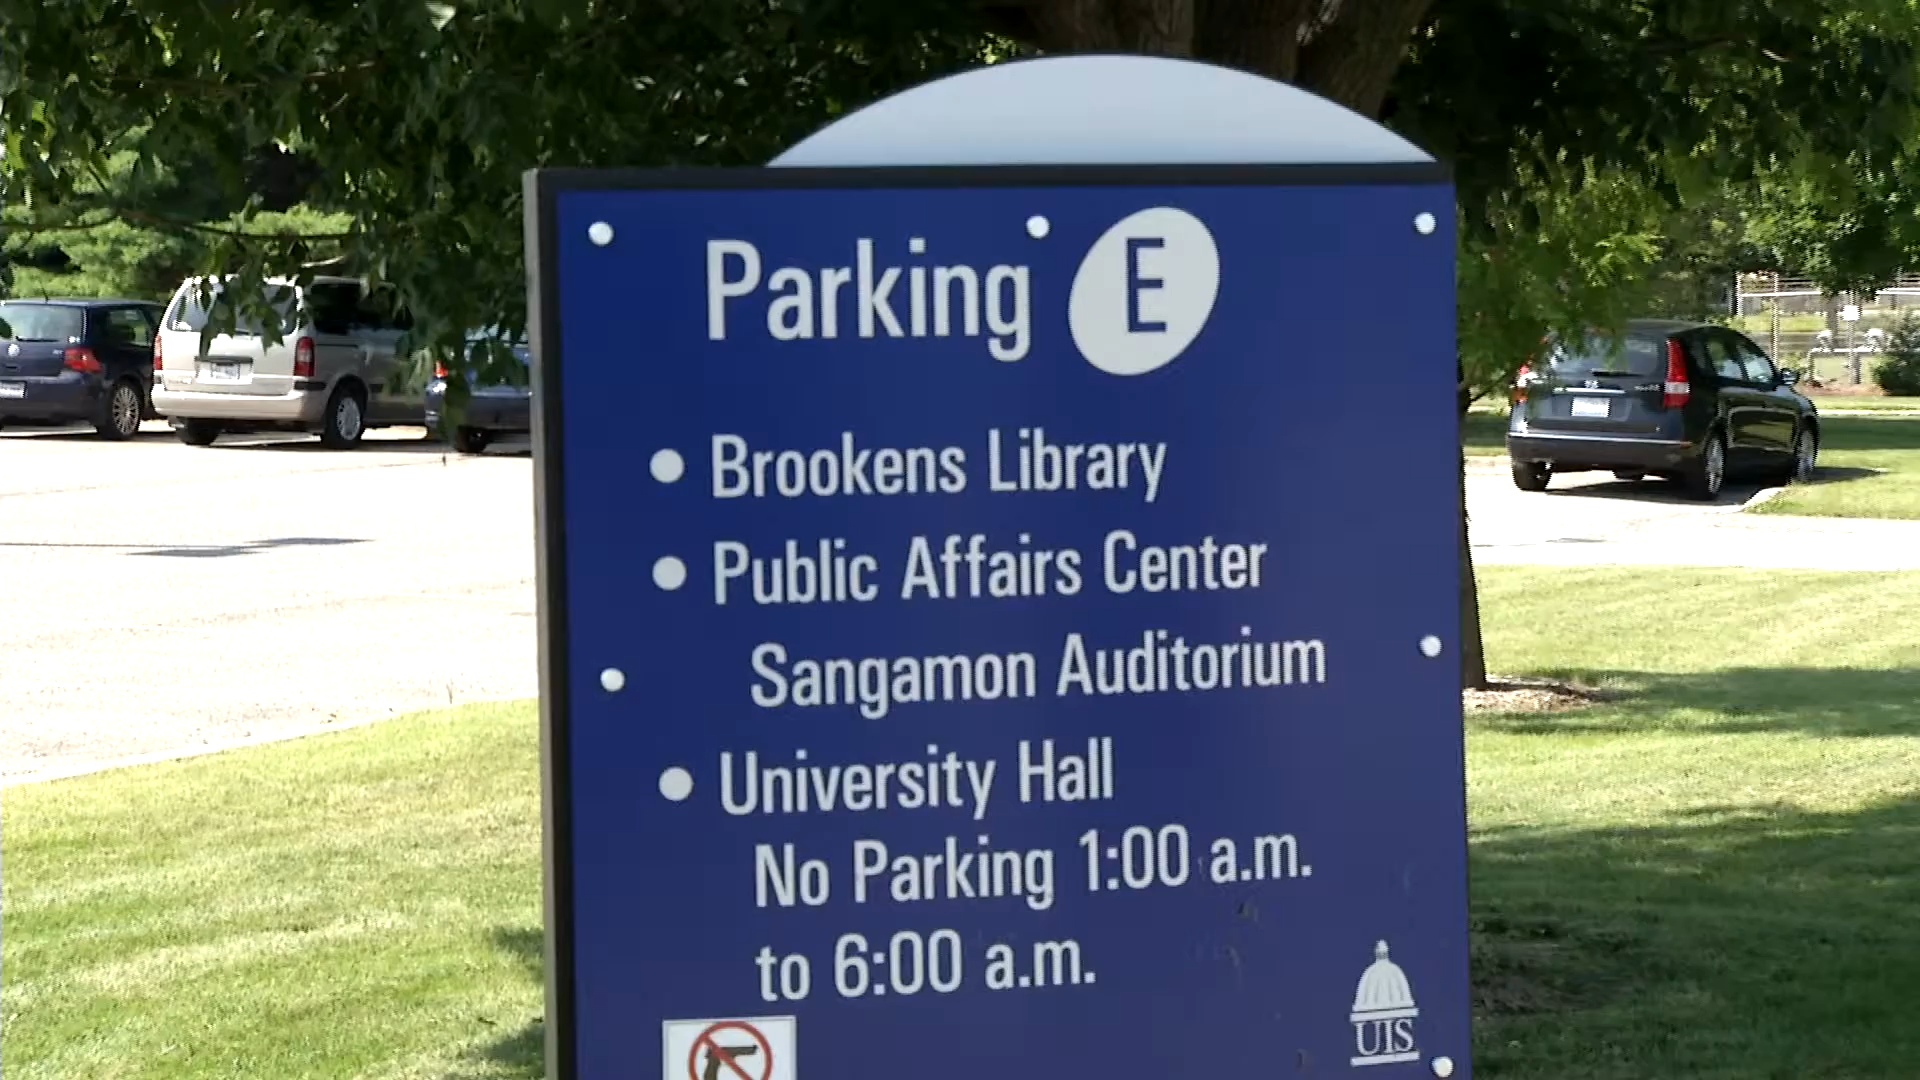 Parking E
• Brookens Library
• Public Affairs Center
Sangamon Auditorium
• University Hall
No Parking 1:00 a.m.
to 6:00 a.m.
UIS